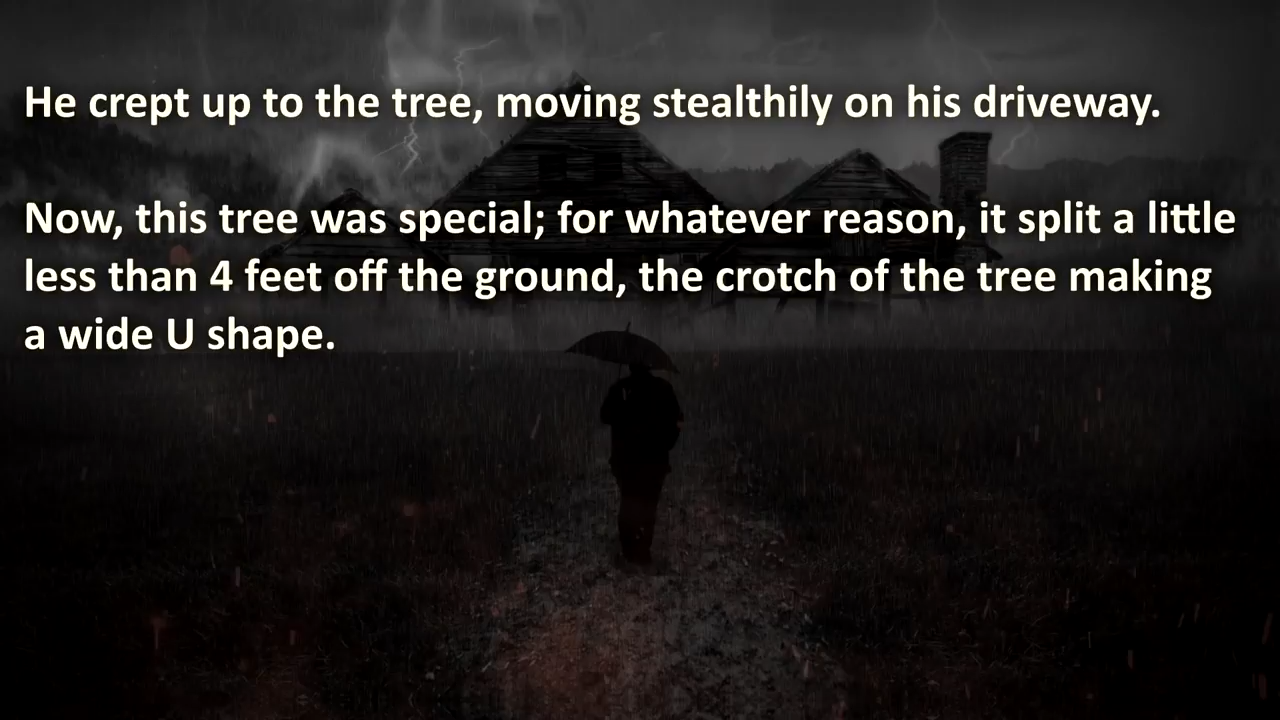 He crept up to the tree, moving stealthily on his driveway.
Now, this tree was special; for whatever reason, it split a little
less than 4 feet off the ground, the crotch of the tree making
a wide U shape.